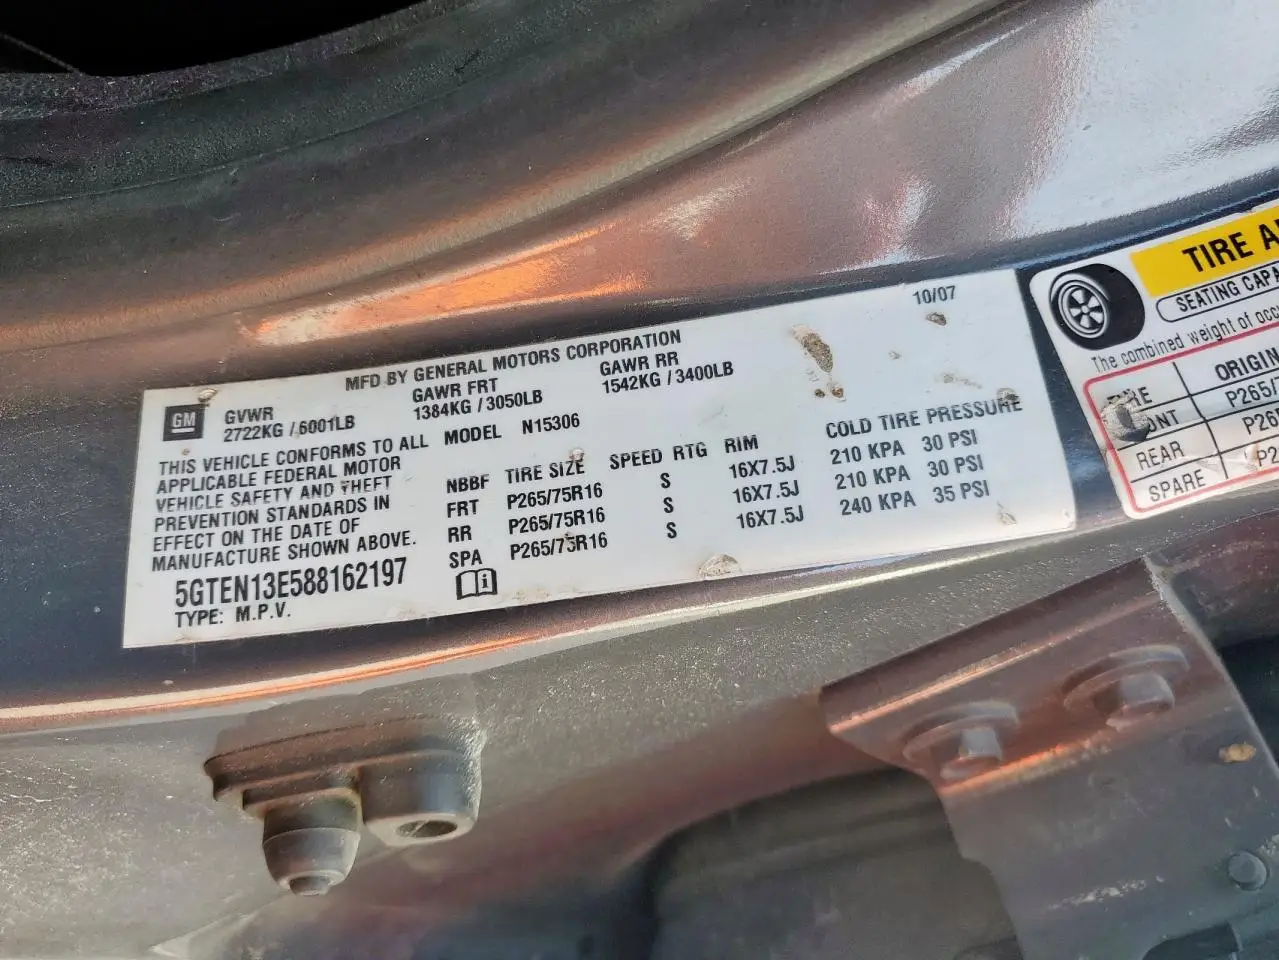 10/07
MFD BY GENERAL MOTORS CORPORATION
GM
GVWR GAWR FRT GAWR RR
2722KG / 6001LB 1384KG / 3050LB 1542KG / 3400LB
THIS VEHICLE CONFORMS TO ALL
APPLICABLE FEDERAL MOTOR
VEHICLE SAFETY AND THEFT
PREVENTION STANDARDS IN
EFFECT ON THE DATE OF
MANUFACTURE SHOWN ABOVE.
5GTEN13E588162197
TYPE: M.P.V.
MODEL N15306
NBBF TIRE SIZE SPEED RTG RIM COLD TIRE PRESSURE
FRT P265/75R16 S 16X7.5J 210 KPA 30 PSI
RR P265/75R16 S 16X7.5J 210 KPA 30 PSI
SPA P265/75R16 S 16X7.5J 240 KPA 35 PSI
TIRE
SEATING CAPA
The combined weight of occ
ORIGIN
P265/
REAR P26
SPARE P2